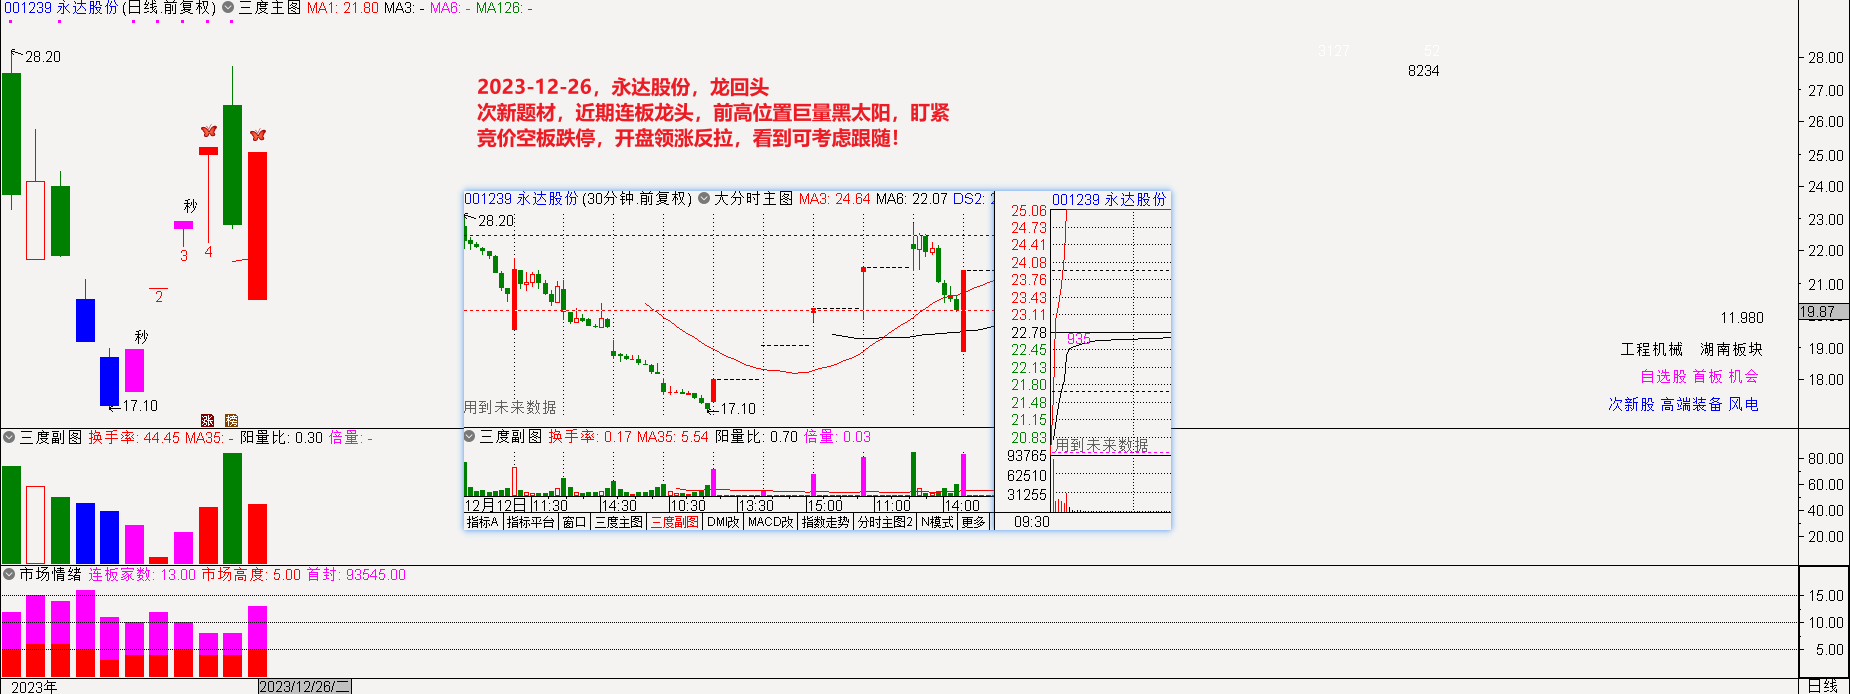 001239 永达股份(日线.前复权) 三度主图 MA1: 21.80 MA3: - MA6: - MA126: -
28.20
秒
3
4
2
秒
17.10
涨 榜
2023-12-26，永达股份，龙回头
次新题材，近期连板龙头，前高位置巨量黑太阳，盯紧
竞价空板跌停，开盘领涨反拉，看到可考虑跟随！
3127 52
8234
28.00
27.00
26.00
25.00
24.00
23.00
22.00
21.00
19.87
19.00
18.00
11.980
工程机械 湖南板块
自选股 首板 机会
次新股 高端装备 风电
001239 永达股份(30分钟.前复权) 大分时主图 MA3: 24.64 MA6: 22.07 DS2: 2
28.20
17.10
用到未来数据
三度副图 换手率: 0.17 MA35: 5.54 阳量比: 0.70 倍量: 0.03
12月12日 11:30 14:30 10:30 13:30 15:00 11:00 14:00
指标A 指标平台 窗口 三度主图 三度副图 DMI改 MACD改 指数走势 分时主图2 N模式 更多
001239 永达股份
25.06
24.73
24.41
24.08
23.76
23.43
23.11
22.78
22.45
22.13
21.80
21.48
21.15
20.83
935
用到未来数据
93765
62510
31255
09:30
三度副图 换手率: 44.45 MA35: - 阳量比: 0.30 倍量: -
80.00
60.00
40.00
20.00
市场情绪 连板家数: 13.00 市场高度: 5.00 首封: 93545.00
15.00
10.00
5.00
2023年 2023/12/26/二 日线